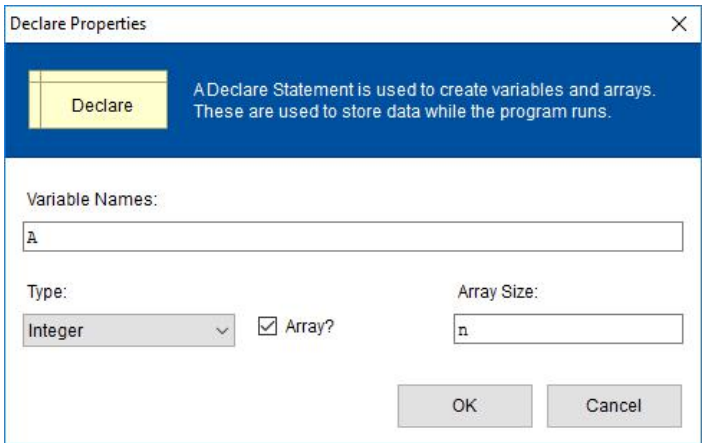 Declare Properties
Declare
A Declare Statement is used to create variables and arrays.
These are used to store data while the program runs.
Variable Names:
A
Type:
Array Size:
Integer
Array?
n
OK
Cancel